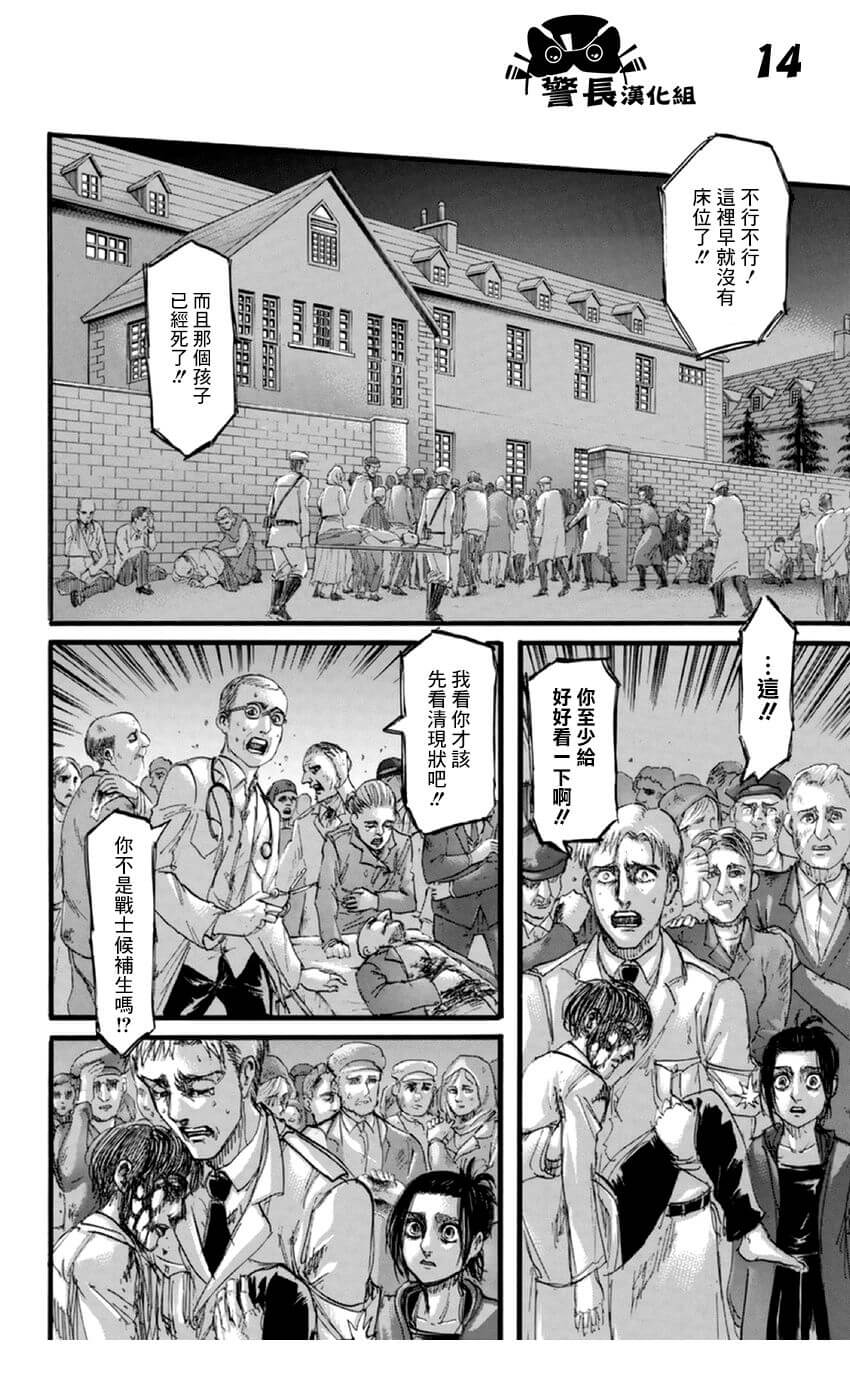 警長漢化組
14
不行不行！
這裡早就沒有
床位了!!
而且那個孩子
已經死了!!
…這!!
你至少給
好好看一下啊!!
我看你才該
先看清現狀吧!!
你不是戰士候補生嗎!?